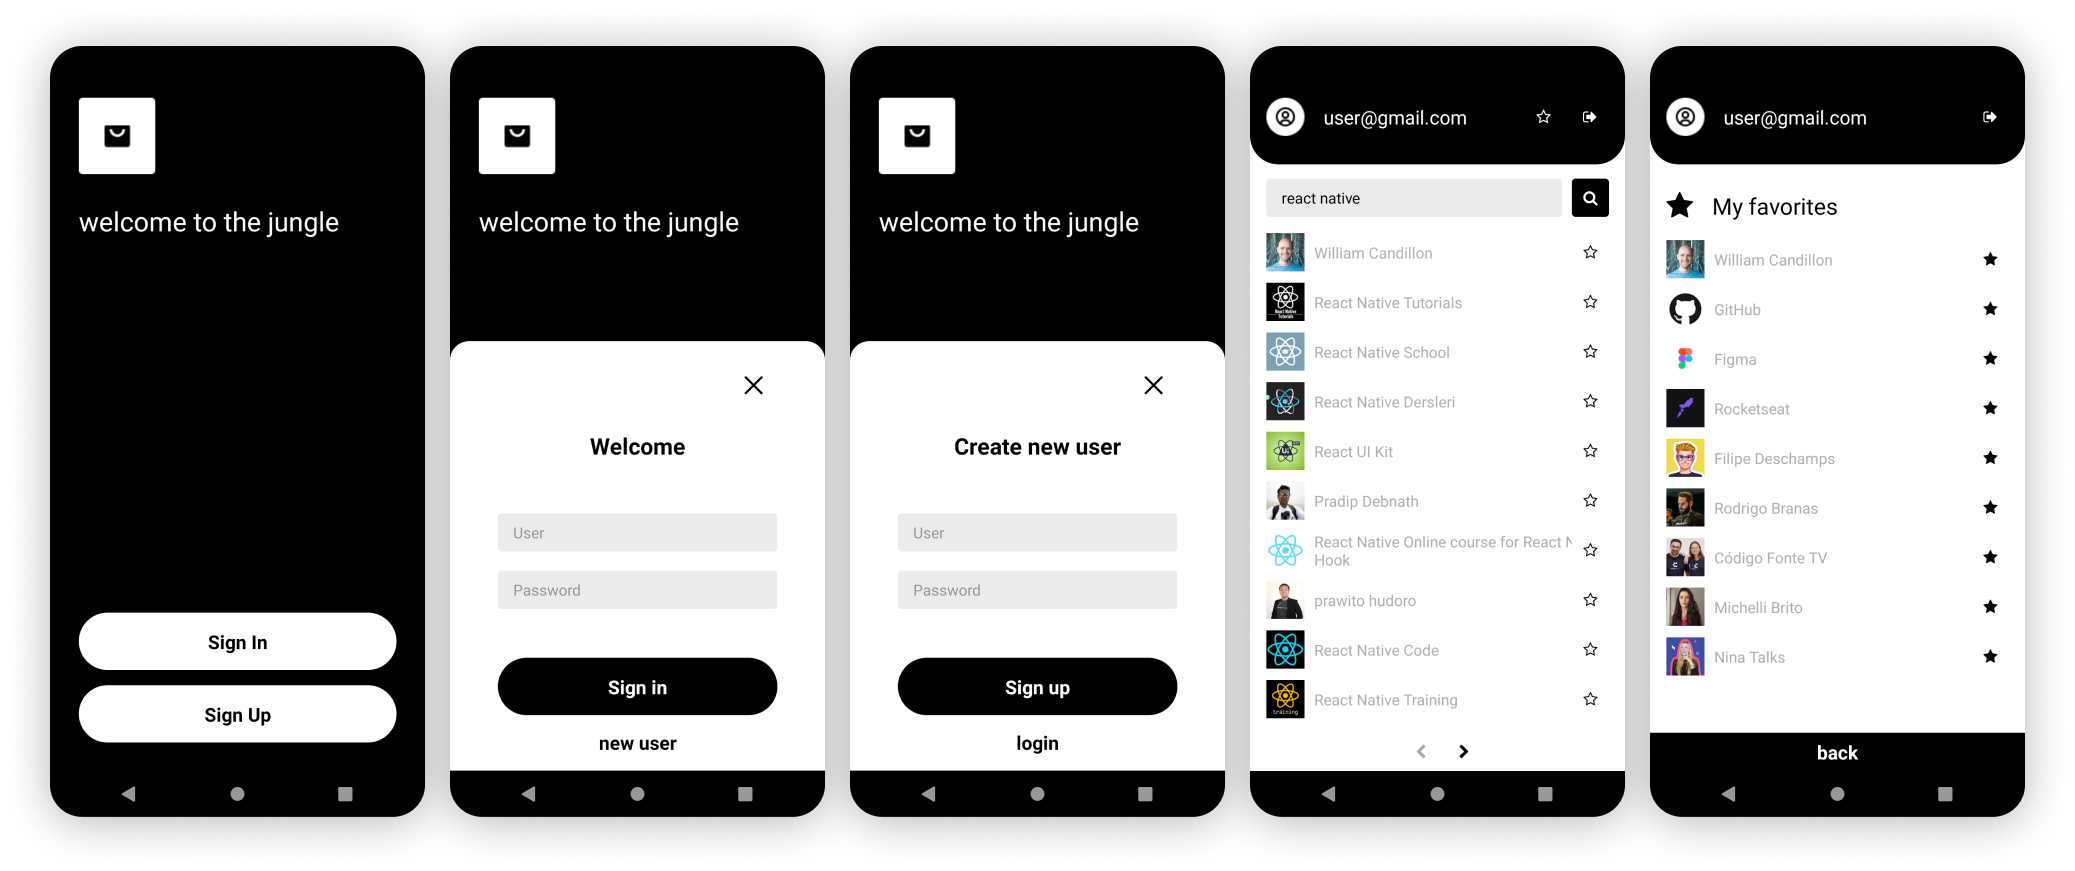 welcome to the jungle
Sign In
Sign Up
welcome to the jungle
Welcome
User
Password
Sign in
new user
welcome to the jungle
Create new user
User
Password
Sign up
login
user@gmail.com
react native
William Candillon
React Native Tutorials
React Native School
React Native Dersleri
React UI Kit
Pradip Debnath
React Native Online course for React N
Hook
prawito hudoro
React Native Code
React Native Training
user@gmail.com
My favorites
William Candillon
GitHub
Figma
Rocketseat
Filipe Deschamps
Rodrigo Branas
Código Fonte TV
Michelli Brito
Nina Talks
back